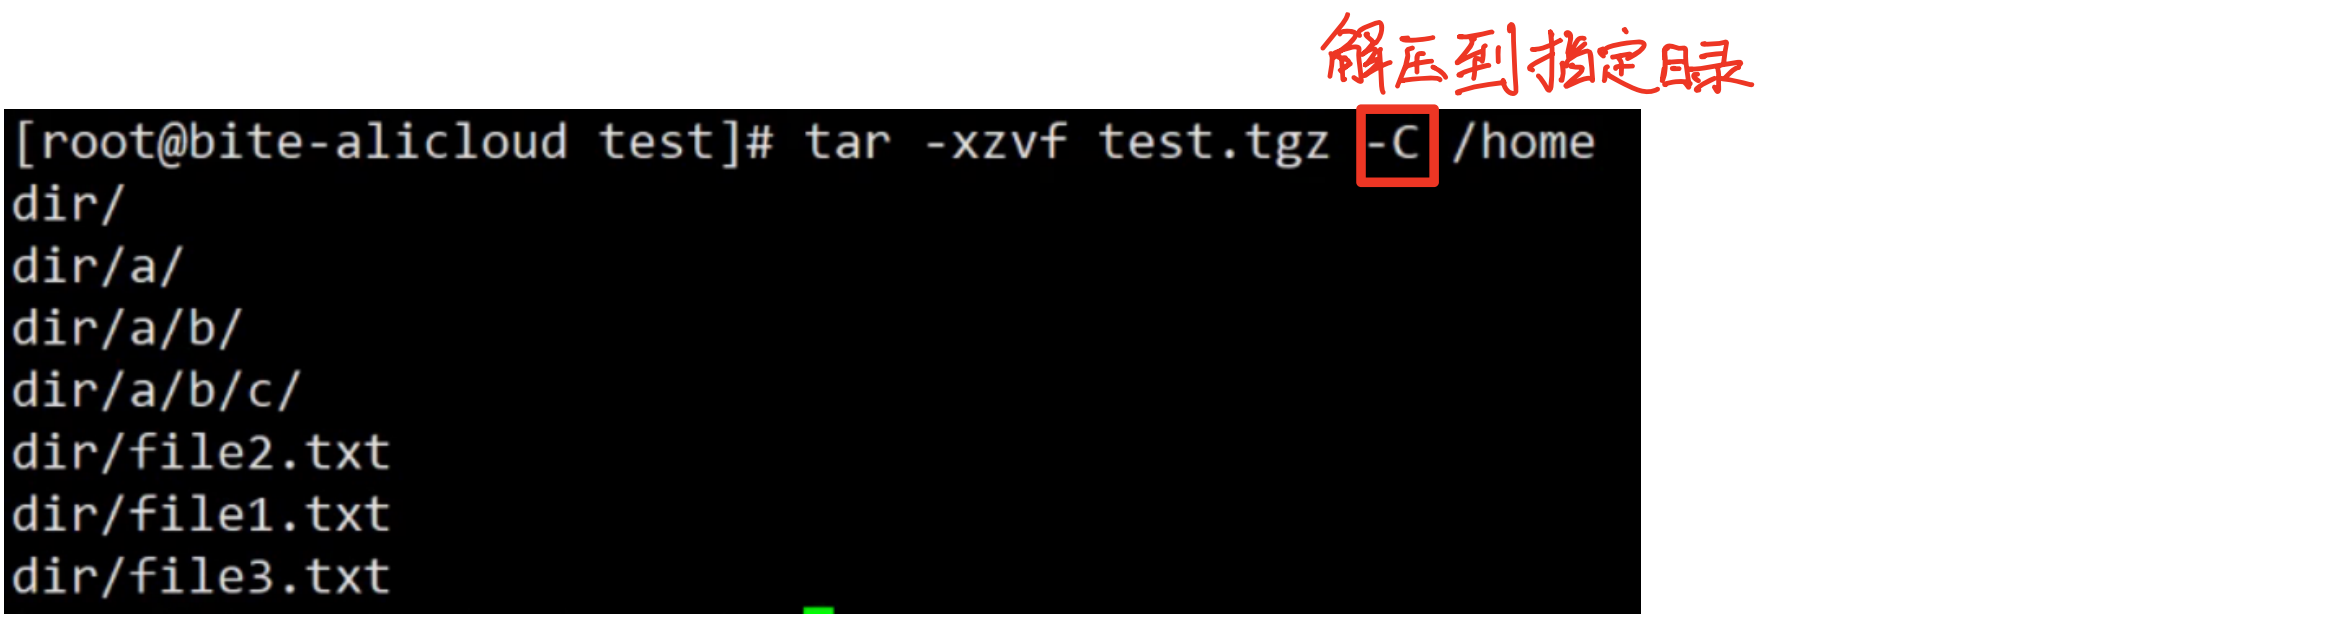 解压到指定目录
[root@bite-alicloud test]# tar -xzvf test.tgz -C /home
dir/
dir/a/
dir/a/b/
dir/a/b/c/
dir/file2.txt
dir/file1.txt
dir/file3.txt